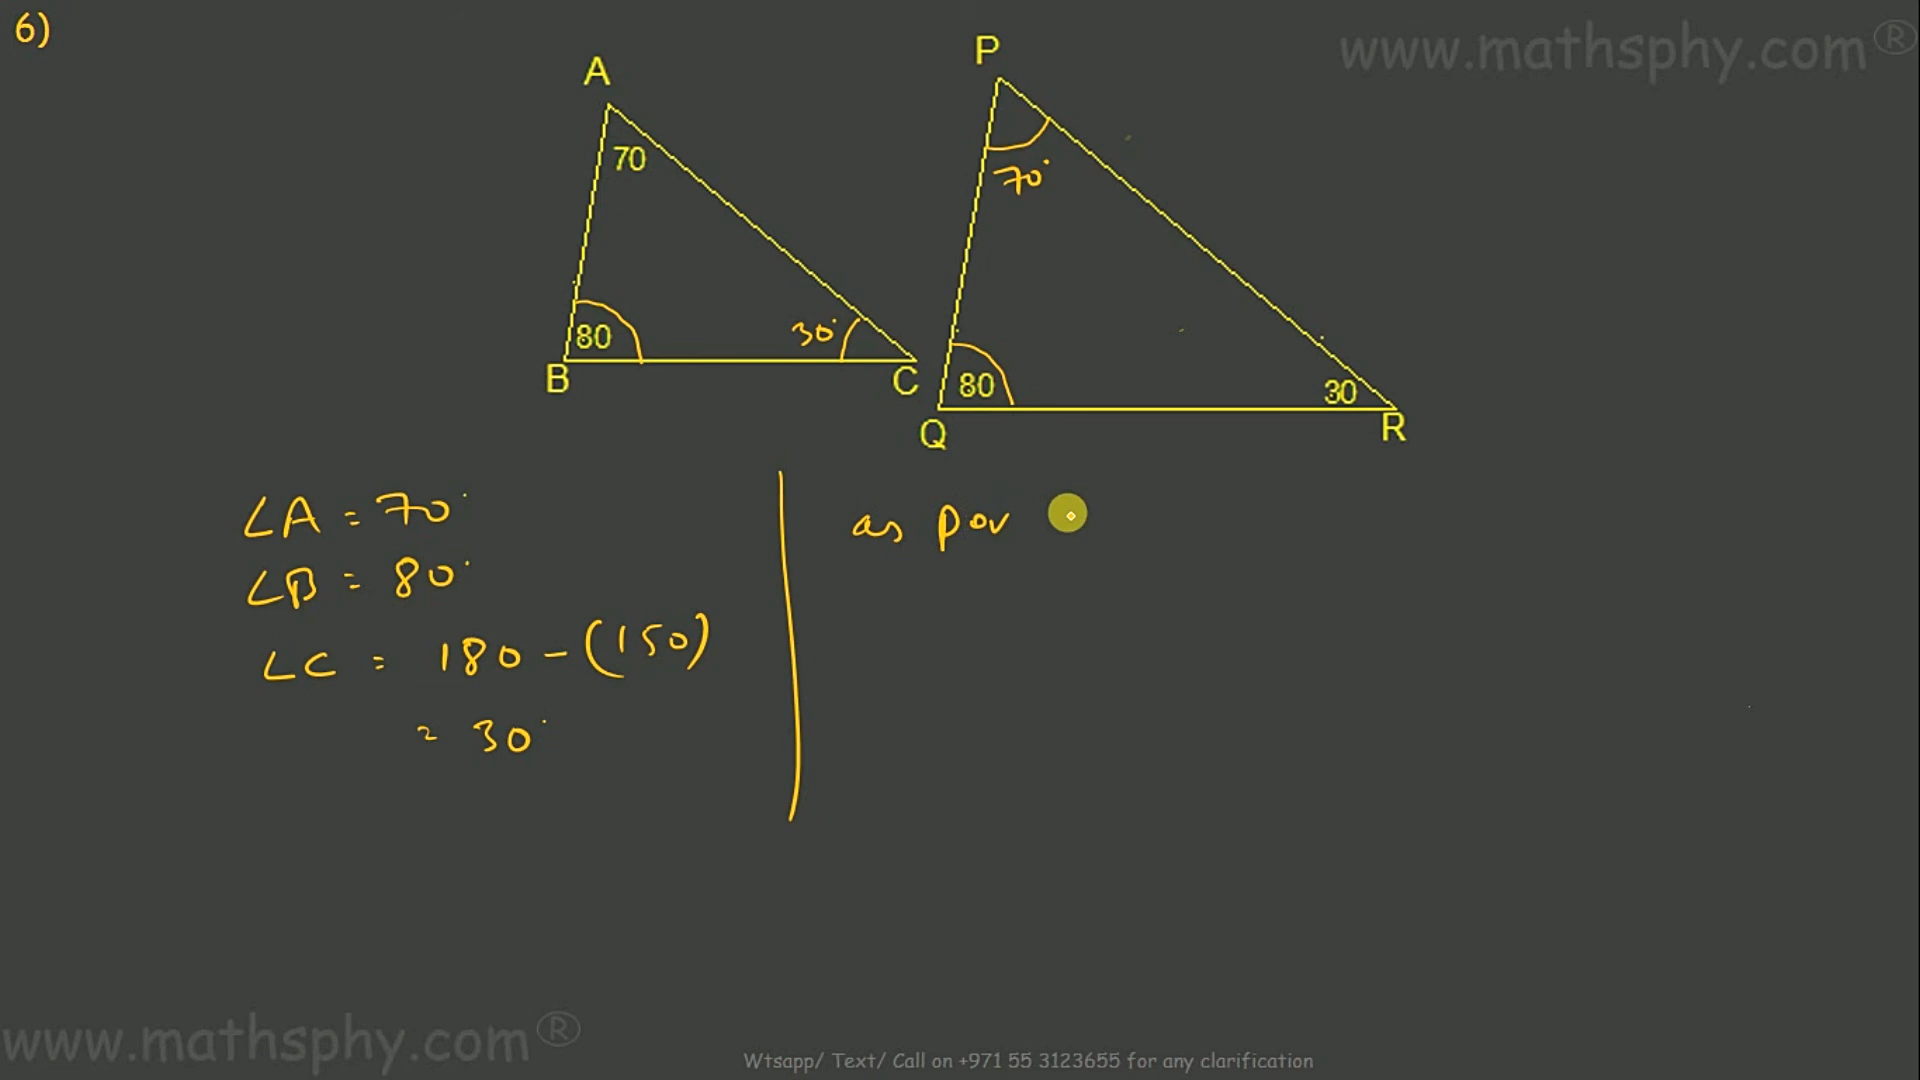 6)
www.mathsphy.com®
A
P
70
70°
80
30°
B
C
80
30
Q
R
∠A = 70°
∠B = 80°
∠C = 180 - (150)
= 30°
as per
www.mathsphy.com®
Wtsapp/ Text/ Call on +971 55 3123655 for any clarification